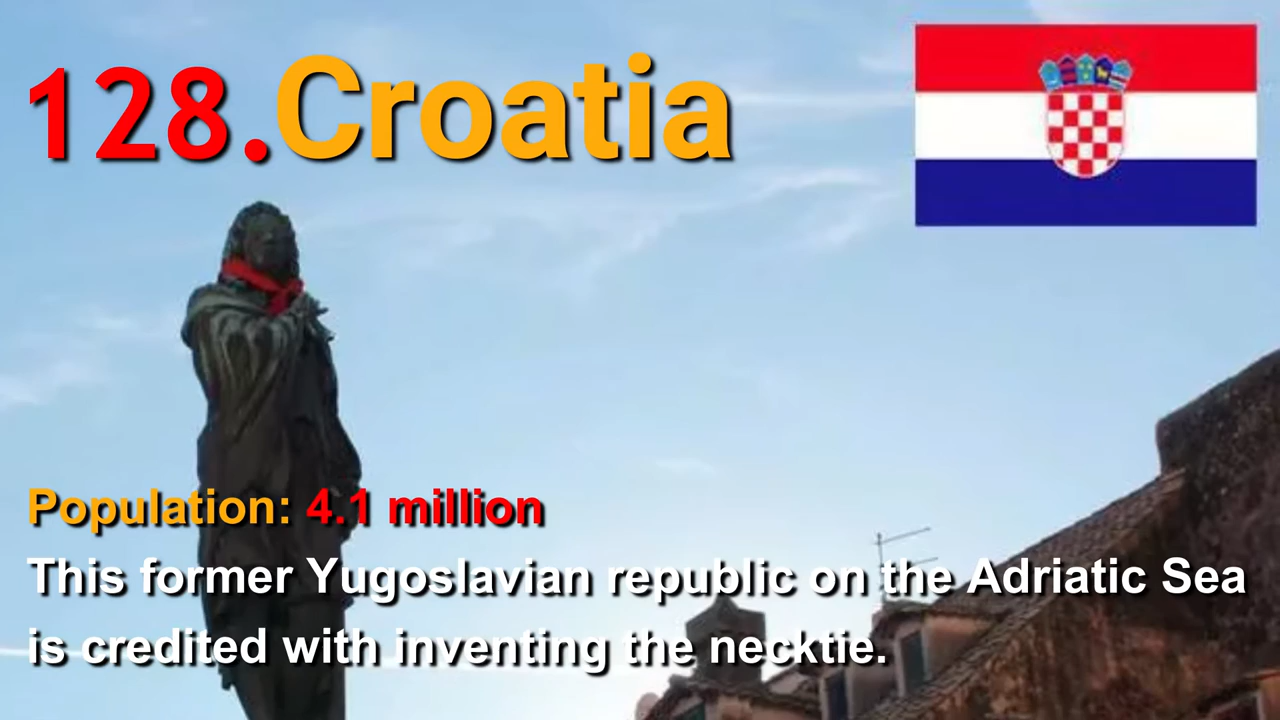 128.Croatia
Population: 4.1 million
This former Yugoslavian republic on the Adriatic Sea
is credited with inventing the necktie.